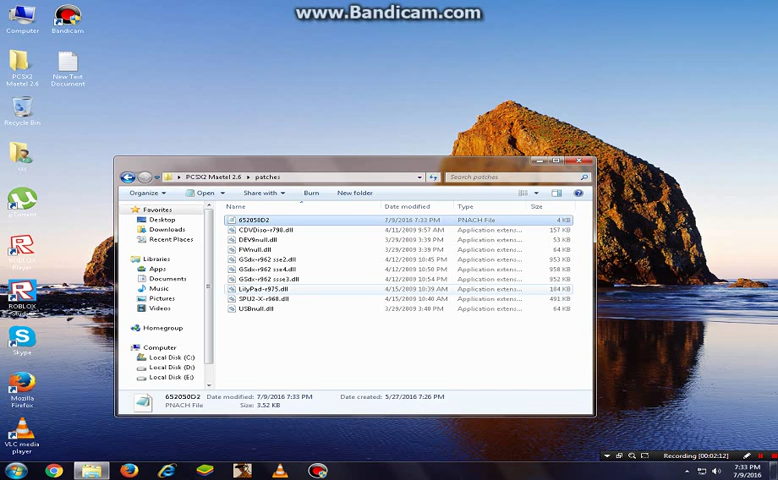 www.Bandicam.com
Computer
Bandicam
PCSX2
Maetel 2.6
New Text
Document
Recycle Bin
Player
ROBLOX
Skype
Mozilla
Firefox
VLC media
player
PCSX2 Maetel 2.6 patches
Search patches
Organize Open Share with Burn New folder
Name Date modified Type Size
Favorites
Desktop
Downloads
Recent Places
Libraries
Apps
Documents
Music
Pictures
Videos
Homegroup
Computer
Local Disk (C:)
Local Disk (D:)
Local Disk (E:)
652050D2 7/9/2016 7:33 PM PNACH File 4 KB
CDVDiso-r798.dll 4/11/2009 9:57 AM Application extens... 157 KB
DEV9null.dll 3/29/2009 3:39 PM Application extens... 53 KB
FWnull.dll 3/29/2009 3:39 PM Application extens... 64 KB
GSdx-r962 sse2.dll 4/12/2009 10:45 PM Application extens... 953 KB
GSdx-r962 sse4.dll 4/12/2009 10:50 PM Application extens... 958 KB
GSdx-r962 ssse3.dll 4/12/2009 10:54 PM Application extens... 952 KB
LilyPad-r975.dll 4/15/2009 10:39 AM Application extens... 184 KB
SPU2-X-r968.dll 4/15/2009 10:40 AM Application extens... 491 KB
USBnull.dll 3/29/2009 3:40 PM Application extens... 64 KB
652050D2 Date modified: 7/9/2016 7:33 PM Date created: 5/27/2016 7:26 PM
PNACH File Size: 3.52 KB
Recording [00:02:12]
7:33 PM
7/9/2016